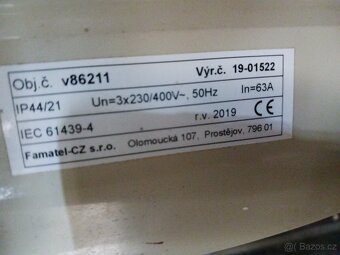 Obj.č. v86211 Výr.č. 19-01522
IP44/21 Un=3x230/400V~, 50Hz In=63A
IEC 61439-4 r.v. 2019 CE
Famatel-CZ s.r.o. Olomoucká 107, Prostějov, 796 01
Bazoš.cz